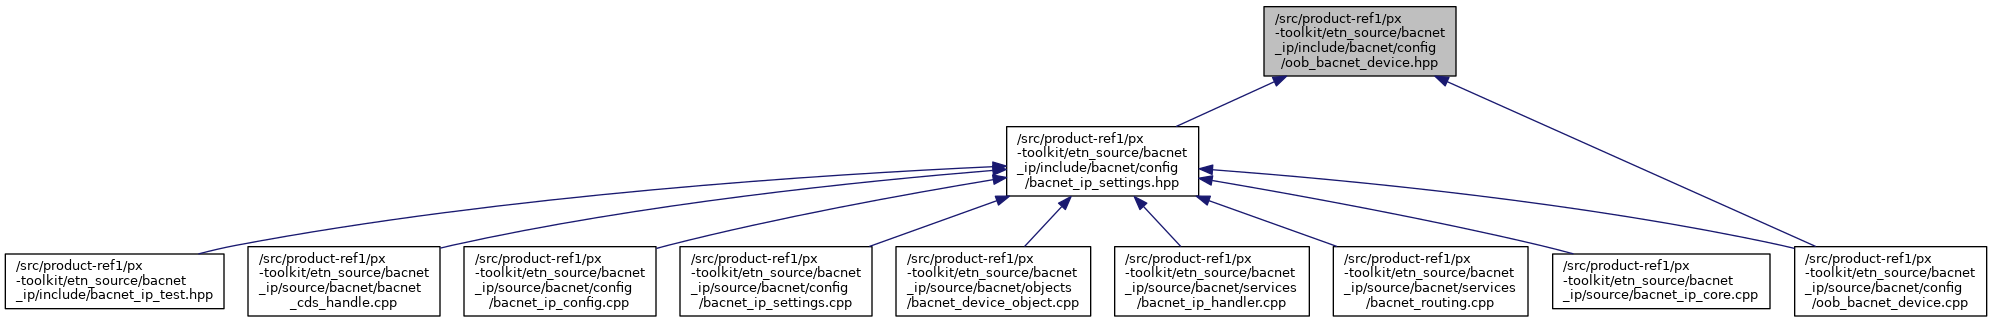 /src/product-ref1/px
-toolkit/etn_source/bacnet
_ip/include/bacnet/config
/oob_bacnet_device.hpp
/src/product-ref1/px
-toolkit/etn_source/bacnet
_ip/include/bacnet/config
/bacnet_ip_settings.hpp
/src/product-ref1/px
-toolkit/etn_source/bacnet
_ip/include/bacnet_ip_test.hpp
/src/product-ref1/px
-toolkit/etn_source/bacnet
_ip/source/bacnet/bacnet
_cds_handle.cpp
/src/product-ref1/px
-toolkit/etn_source/bacnet
_ip/source/bacnet/config
/bacnet_ip_config.cpp
/src/product-ref1/px
-toolkit/etn_source/bacnet
_ip/source/bacnet/config
/bacnet_ip_settings.cpp
/src/product-ref1/px
-toolkit/etn_source/bacnet
_ip/source/bacnet/objects
/bacnet_device_object.cpp
/src/product-ref1/px
-toolkit/etn_source/bacnet
_ip/source/bacnet/services
/bacnet_ip_handler.cpp
/src/product-ref1/px
-toolkit/etn_source/bacnet
_ip/source/bacnet/services
/bacnet_routing.cpp
/src/product-ref1/px
-toolkit/etn_source/bacnet
_ip/source/bacnet_ip_core.cpp
/src/product-ref1/px
-toolkit/etn_source/bacnet
_ip/source/bacnet/config
/oob_bacnet_device.cpp